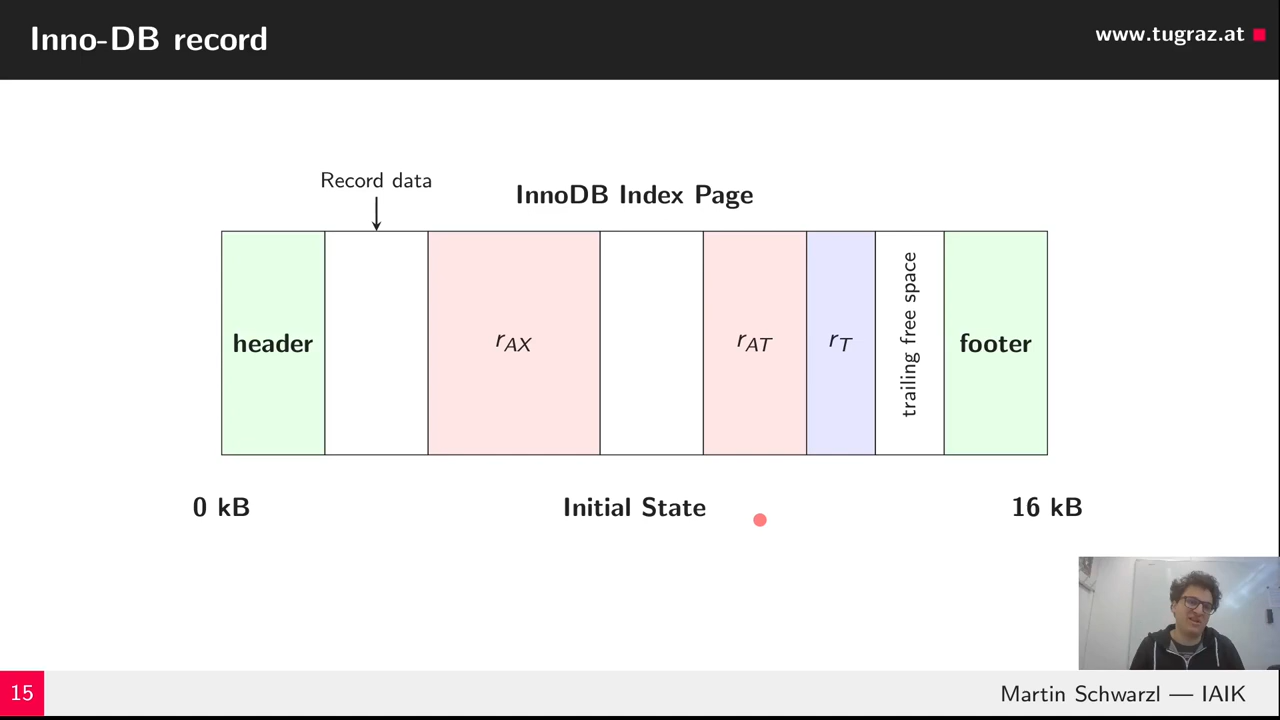 Inno-DB record
www.tugraz.at
Record data
InnoDB Index Page
header
r_AX
r_AT
r_T
trailing free space
footer
0 kB
Initial State
16 kB
15
Martin Schwarzl — IAIK